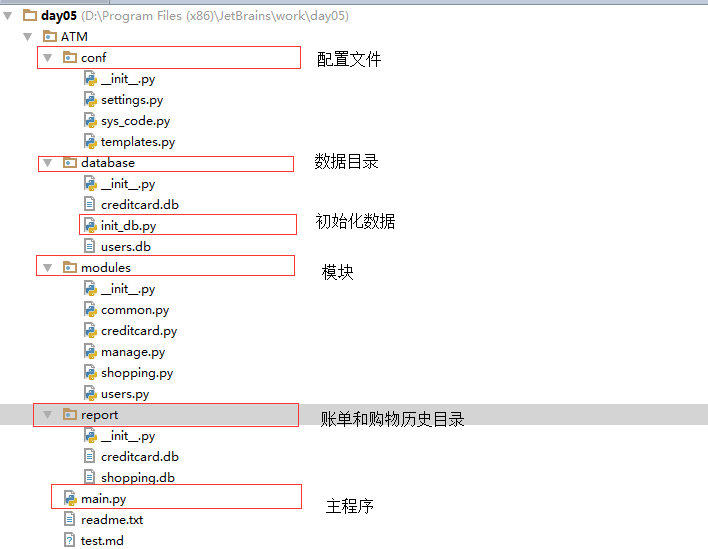 day05 (D:\Program Files (x86)\JetBrains\work\day05)
ATM
conf 配置文件
__init__.py
settings.py
sys_code.py
templates.py
database 数据目录
__init__.py
creditcard.db
init_db.py 初始化数据
users.db
modules 模块
__init__.py
common.py
creditcard.py
manage.py
shopping.py
users.py
report 账单和购物历史目录
__init__.py
creditcard.db
shopping.db
main.py 主程序
readme.txt
test.md